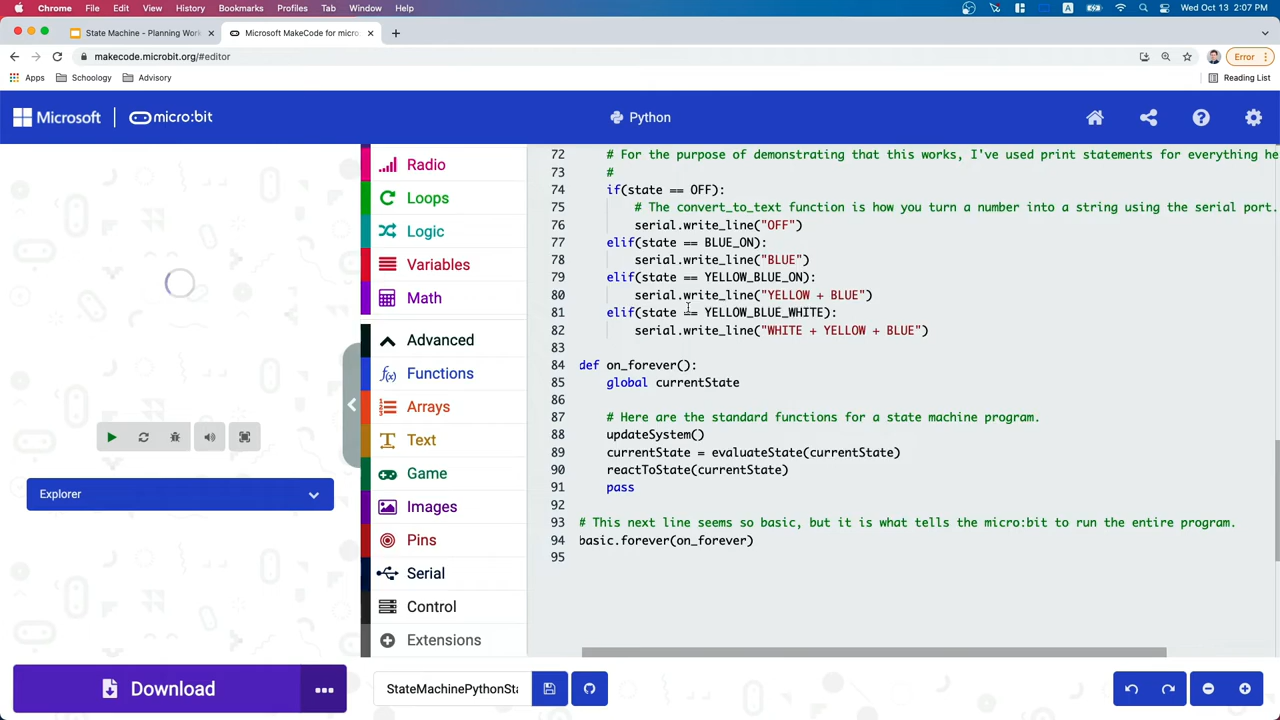 Chrome File Edit View History Bookmarks Profiles Tab Window Help A Wed Oct 13 2:07 PM
State Machine - Planning Work × Microsoft MakeCode for micro: × +
makecode.microbit.org/#editor Error
Apps Schoology Advisory Reading List
Microsoft | micro:bit Python
Radio
Loops
Logic
Variables
Math
Advanced
Functions
Arrays
Text
Game
Images
Pins
Serial
Control
Extensions
Explorer
Download ...
72 # For the purpose of demonstrating that this works, I've used print statements for everything he
73 #
74 if(state == OFF):
75 # The convert_to_text function is how you turn a number into a string using the serial port.
76 serial.write_line("OFF")
77 elif(state == BLUE_ON):
78 serial.write_line("BLUE")
79 elif(state == YELLOW_BLUE_ON):
80 serial.write_line("YELLOW + BLUE")
81 elif(state == YELLOW_BLUE_WHITE):
82 serial.write_line("WHITE + YELLOW + BLUE")
83
84 def on_forever():
85 global currentState
86
87 # Here are the standard functions for a state machine program.
88 updateSystem()
89 currentState = evaluateState(currentState)
90 reactToState(currentState)
91 pass
92
93 # This next line seems so basic, but it is what tells the micro:bit to run the entire program.
94 basic.forever(on_forever)
95
StateMachinePythonSta